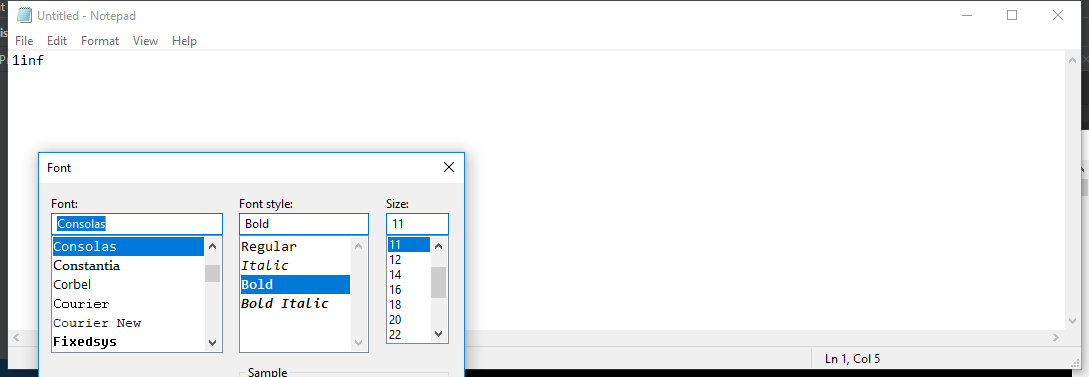 Untitled - Notepad
File Edit Format View Help
1inf
Font
Font: Font style: Size:
Consolas Bold 11
Consolas Regular 11
Constantia Italic 12
Corbel Bold 14
Courier Bold Italic 16
Courier New 18
Fixedsys 20
22
Sample
Ln 1, Col 5